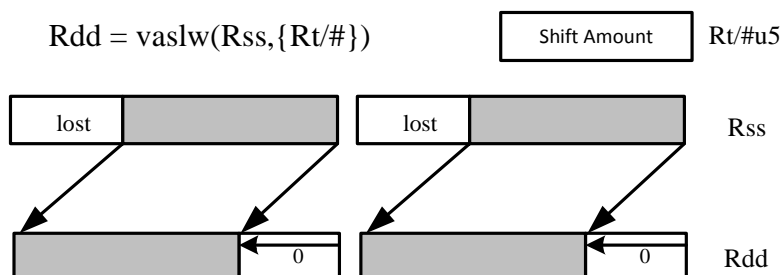 Rdd = vaslw(Rss,{Rt/#})
Shift Amount
Rt/#u5
lost
lost
Rss
0
0
Rdd